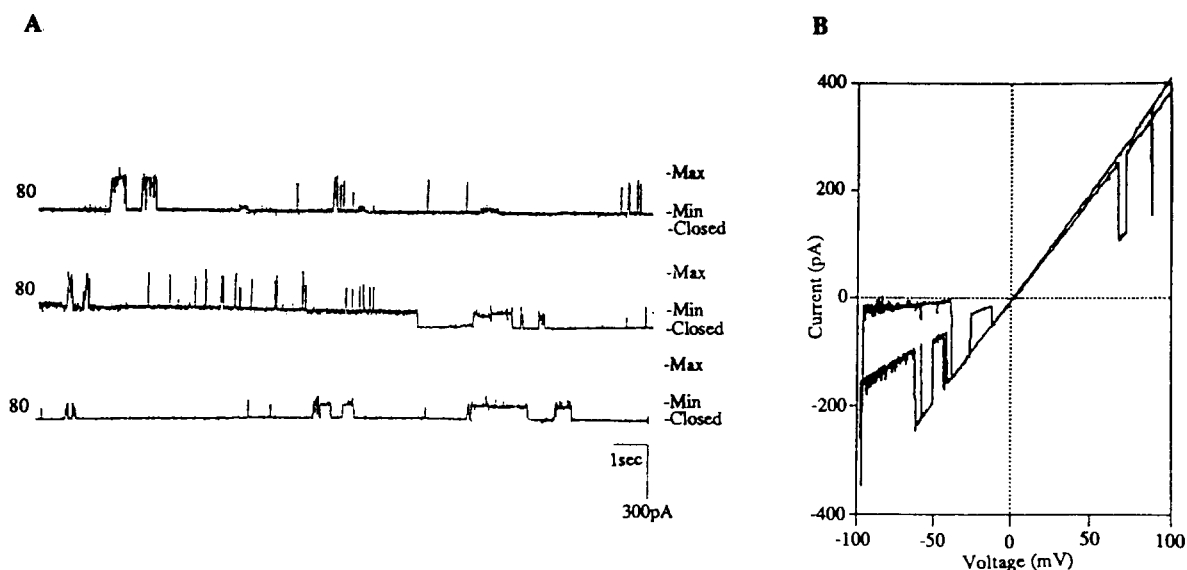 A
80
-Max
-Min
-Closed
80
-Max
-Min
-Closed
80
-Max
-Min
-Closed
1sec
300pA
B
400
200
0
-200
-400
Current (pA)
-100
-50
0
50
100
Voltage (mV)